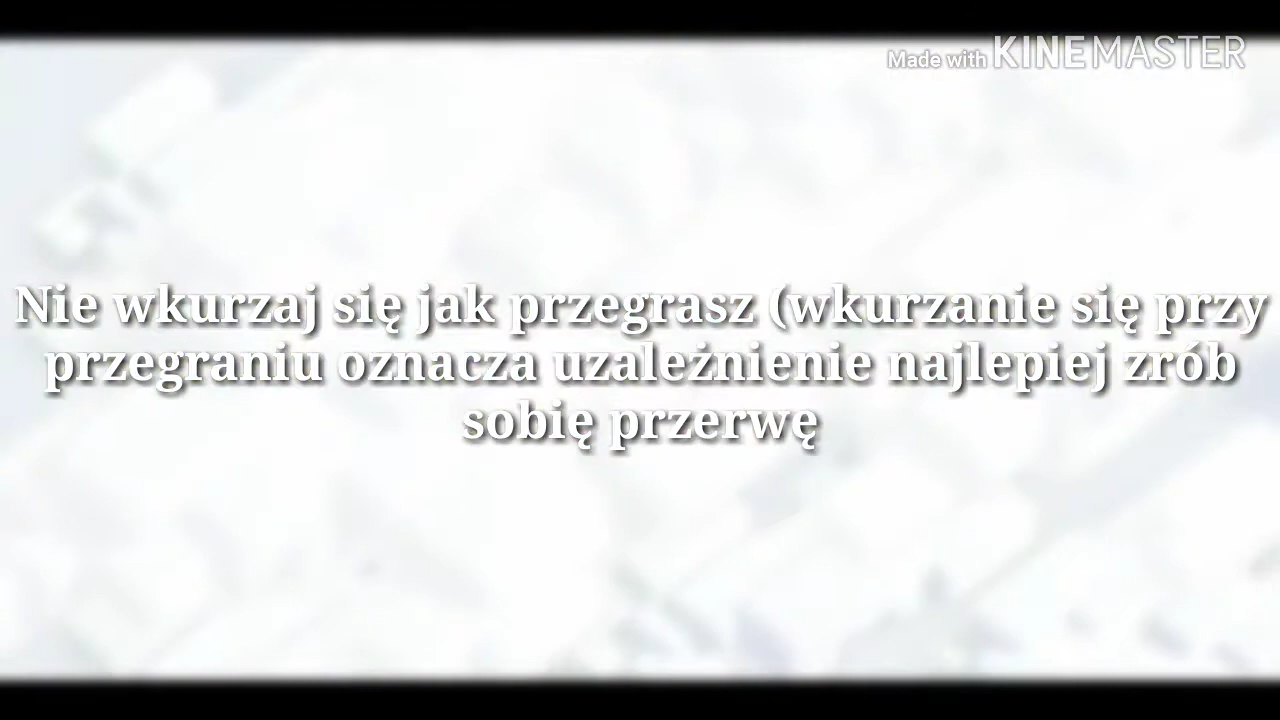 Made with KINEMASTER
Nie wkurzaj się jak przegrasz (wkurzanie się przy
przegraniu oznacza uzależnienie najlepiej zrób
sobię przerwę